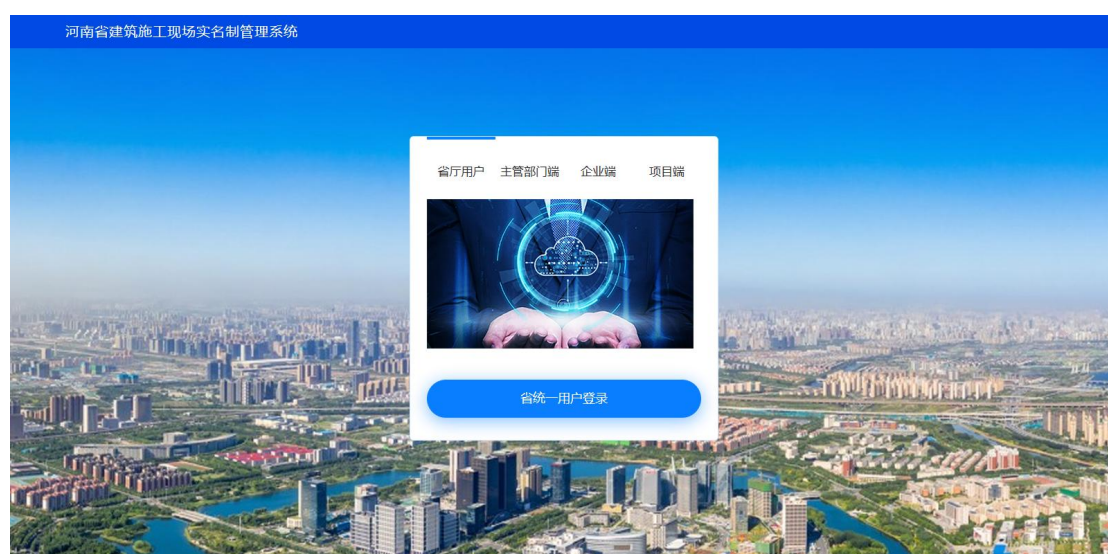 河南省建筑施工现场实名制管理系统
省厅用户 主管部门端 企业端 项目端
省统一用户登录